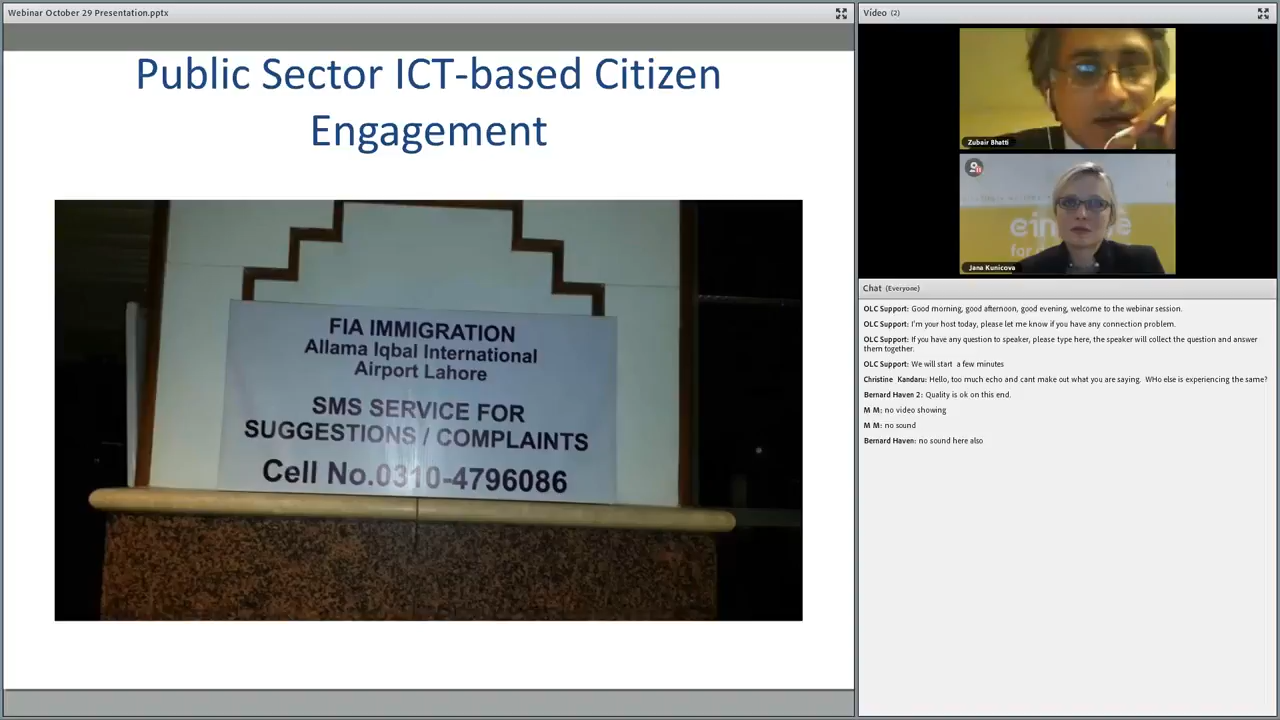 Webinar October 29 Presentation.pptx
Public Sector ICT-based Citizen
Engagement
FIA IMMIGRATION
Allama Iqbal International
Airport Lahore
SMS SERVICE FOR
SUGGESTIONS / COMPLAINTS
Cell No.0310-4796086
Vídeo (2)
Zubair Bhatti
Jana Kunicova
Chat (Everyone)
OLC Support: Good morning, good afternoon, good evening, welcome to the webinar session.
OLC Support: I'm your host today, please let me know if you have any connection problem.
OLC Support: If you have any question to speaker, please type here, the speaker will collect the question and answer
them together.
OLC Support: We will start a few minutes
Christine Kandaru: Hello, too much echo and cant make out what you are saying. WHo else is experiencing the same?
Bernard Haven 2: Quality is ok on this end.
M M: no video showing
M M: no sound
Bernard Haven: no sound here also